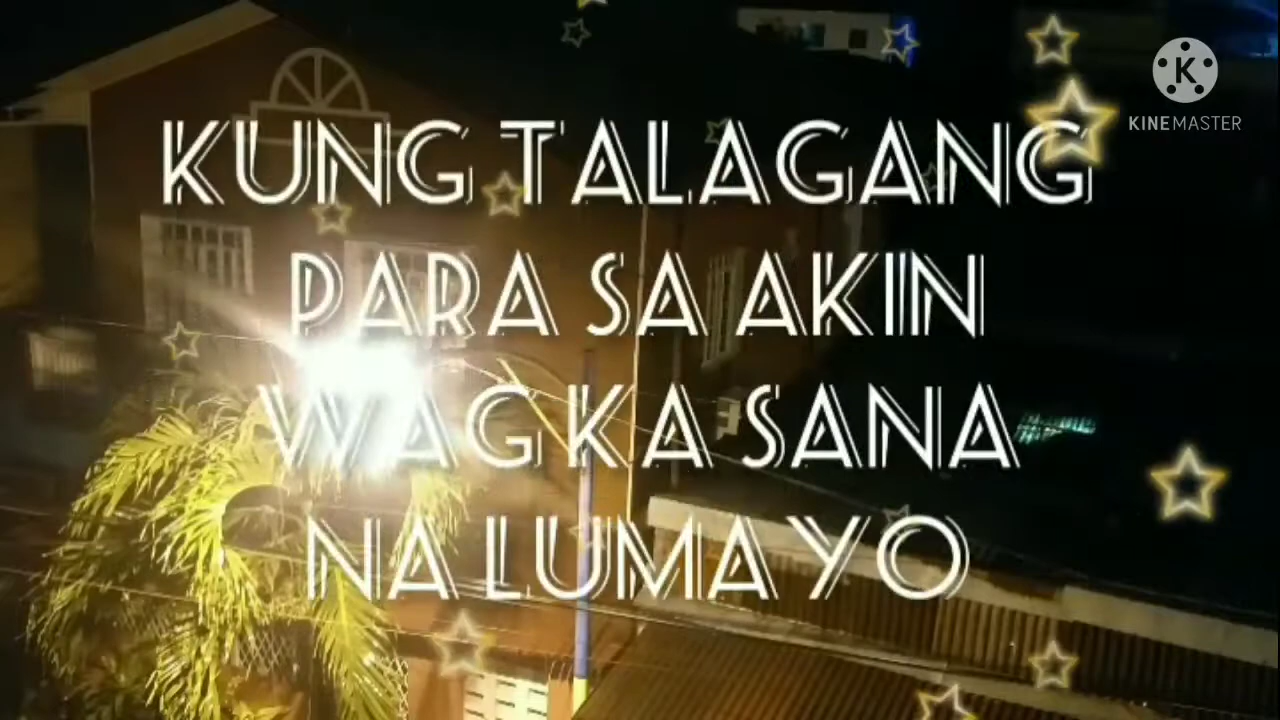 KINEMASTER
KUNG TALAGANG
PARA SA AKIN
WAG KA SANA
NA LUMAYO